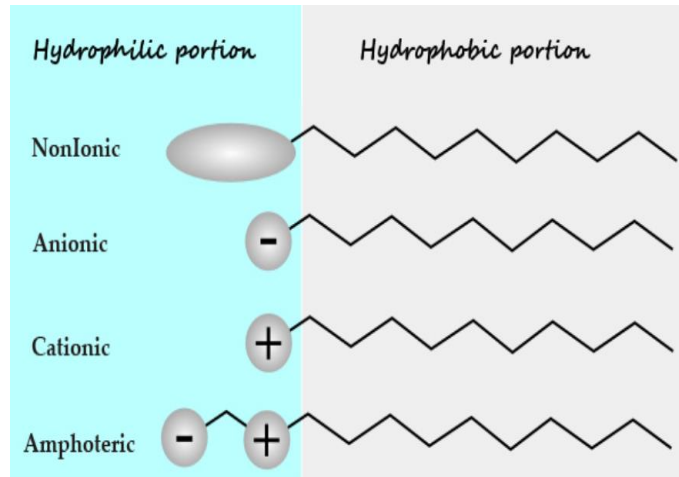 Hydrophilic portion
Hydrophobic portion
NonIonic
Anionic
-
Cationic
+
Amphoteric
- +